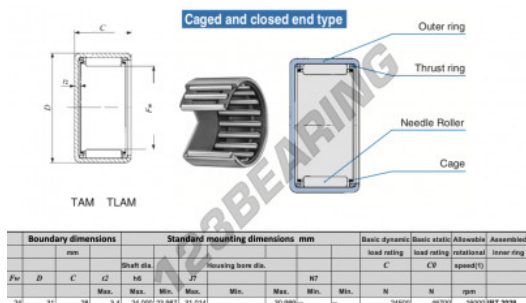 Caged and closed end type
C
t2
D
Fw
TAM TLAM
Outer ring
Thrust ring
Needle Roller
Cage
123BEARING
Boundary dimensions Standard mounting dimensions mm Basic dynamic Basic static Allowable Assembled
mm load rating load rating rotational inner ring
Shaft dia. Housing bore dia. C C0 speed(1)
Fw D C t2 h6 J7 N7
Max. Min. Max. Min. Max. Min. N N rpm